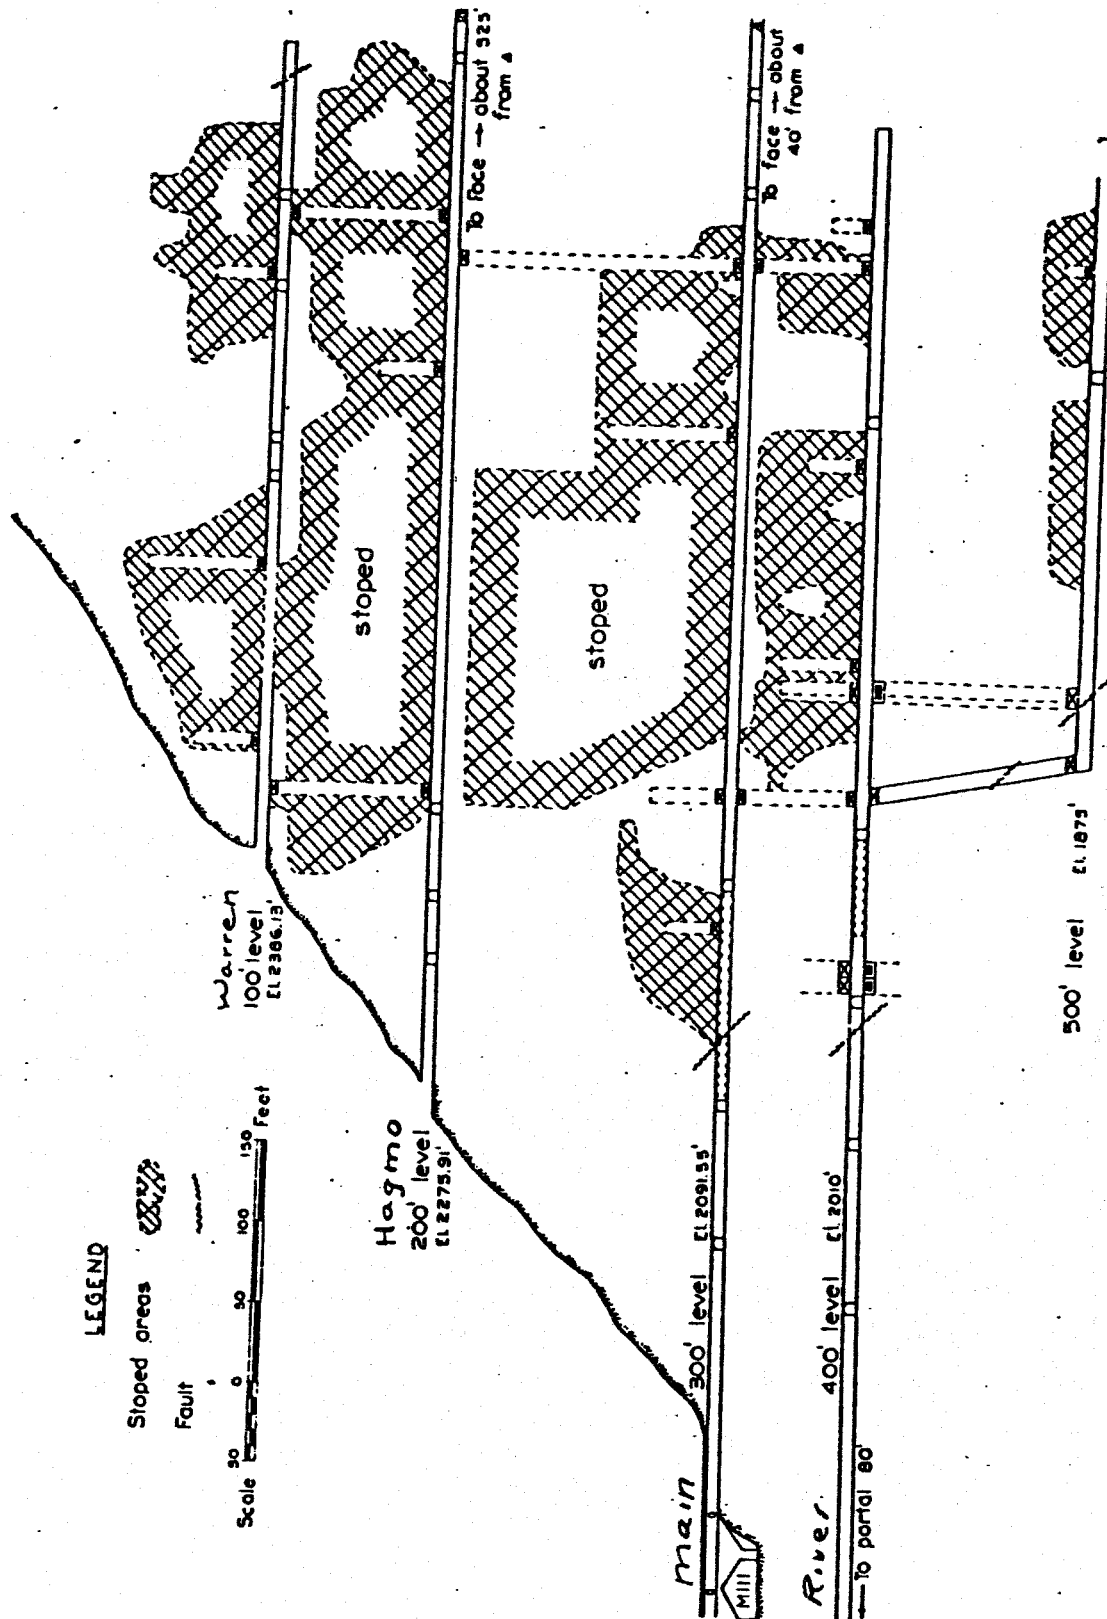 LEGEND
Stoped areas
Fault
Scale 50 0 50 100 150 Feet
Warren
100' level
El. 2386.13'
Hagmo
200' level
El. 2275.91'
To Face → about 525'
from Δ
stoped
stoped
main
300' level El. 2091.55'
To face → about
40' from Δ
Mill
River
400' level El. 2010'
← To portal 80'
500' level El. 1875'